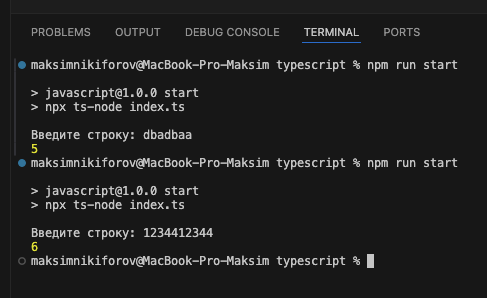 PROBLEMS OUTPUT DEBUG CONSOLE TERMINAL PORTS
maksimnikiforov@MacBook-Pro-Maksim typescript % npm run start
> javascript@1.0.0 start
> npx ts-node index.ts
Введите строку: dbadbaa
5
maksimnikiforov@MacBook-Pro-Maksim typescript % npm run start
> javascript@1.0.0 start
> npx ts-node index.ts
Введите строку: 1234412344
6
maksimnikiforov@MacBook-Pro-Maksim typescript %